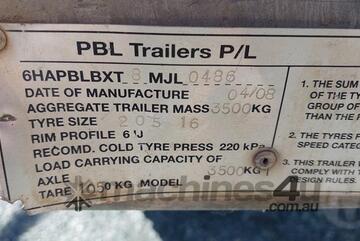 PBL Trailers P/L
6HAPBLBXT 8 MJL 0486
DATE OF MANUFACTURE 04/08
AGGREGATE TRAILER MASS 3500KG
TYRE SIZE 205 16
RIM PROFILE 6"J
RECOMD. COLD TYRE PRESS 220 kPa
LOAD CARRYING CAPACITY OF
AXLE 3500KG
TARE 1050 KG MODEL
1. THE SUM
OF THE TY
GROUP OF
THAN THE
2. THE TYRES F
SPEED CATEG
3. THIS TRAILER
COMPLY WITH T
DESIGN RULES.
machines4u
.com.au